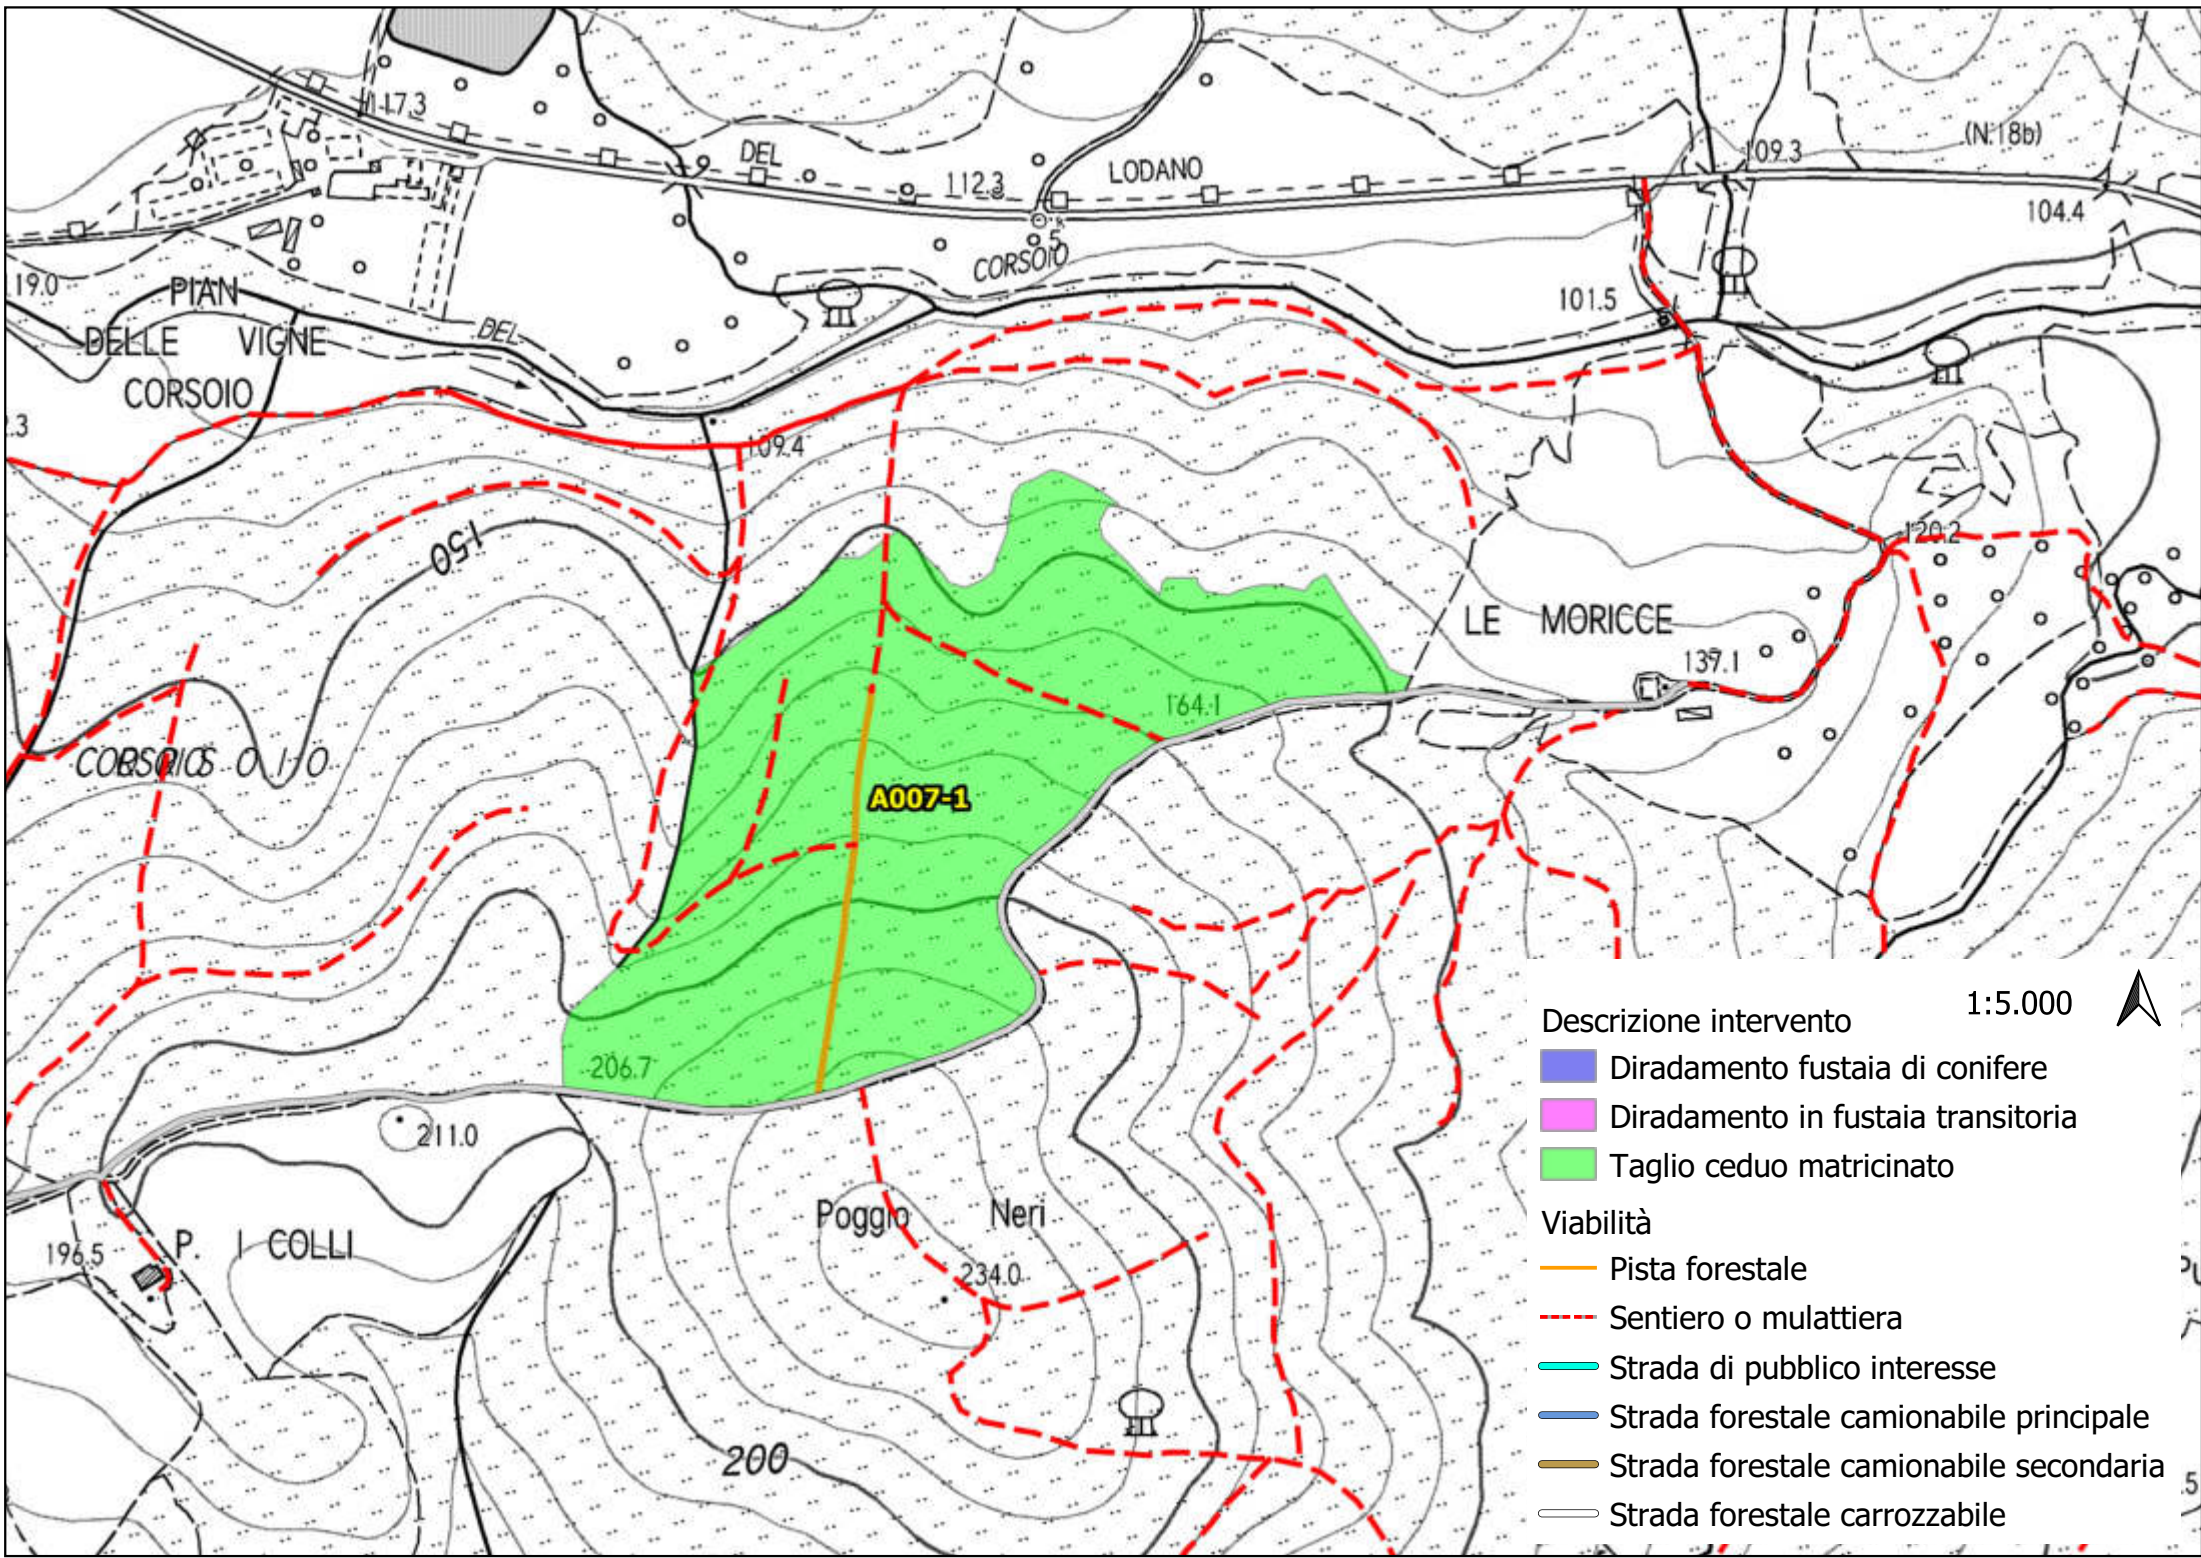 117.3
DEL
112.3
LODANO
109.3
(N.18b)
104.4
5
CORSOIO
19.0
PIAN
DELLE VIGNE
DEL
CORSOIO
101.5
.3
109.4
150
120.2
LE MORICCE
137.1
164.1
A007-1
206.7
211.0
Poggio Neri
196.5
P. I COLLI
234.0
200
1:5.000
Descrizione intervento
Diradamento fustaia di conifere
Diradamento in fustaia transitoria
Taglio ceduo matricinato
Viabilità
Pista forestale
Sentiero o mulattiera
Strada di pubblico interesse
Strada forestale camionabile principale
Strada forestale camionabile secondaria
Strada forestale carrozzabile